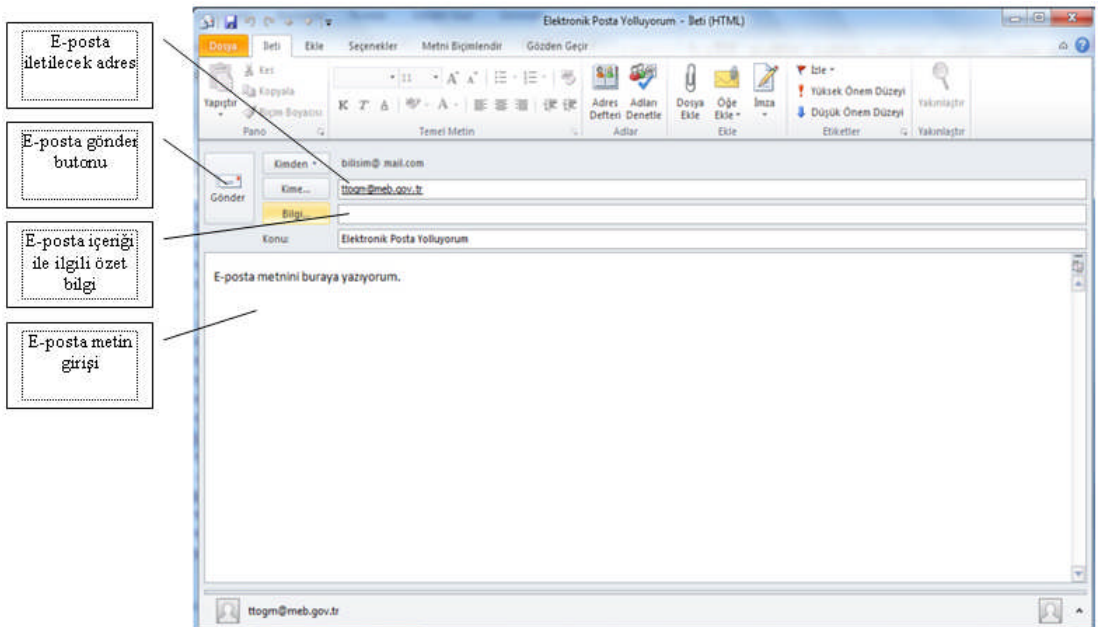 E-posta
iletilecek adres
E-posta gönder
butonu
E-posta içeriği
ile ilgili özet
bilgi
E-posta metin
girişi
Elektronik Posta Yolluyorum - İleti (HTML)
Dosya İleti Ekle Seçenekler Metni Biçimlendir Gözden Geçir
Yapıştır
Kes
Kopyala
Biçim Boyacısı
Pano
11
K T A
Temel Metin
Adres Defteri
Adları Denetle
Adlar
Dosya Ekle
Öğe Ekle
İmza
Ekle
İzle
Yüksek Önem Düzeyi
Düşük Önem Düzeyi
Etiketler
Yakınlaştır
Yakınlaştır
Gönder
Kimden bilisim@ mail.com
Kime... ttogm@meb.gov.tr
Bilgi...
Konu: Elektronik Posta Yolluyorum
E-posta metnini buraya yazıyorum.
ttogm@meb.gov.tr